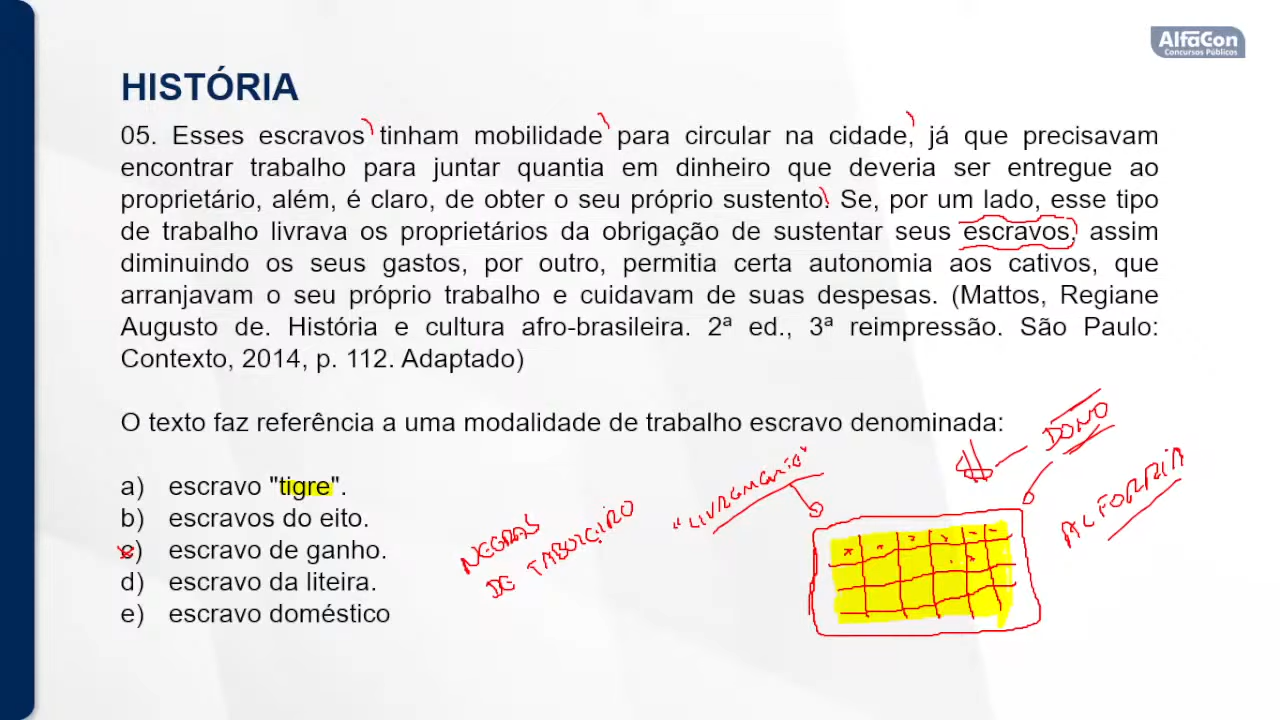 AlfaCon
Concursos Públicos
HISTÓRIA
05. Esses escravos tinham mobilidade para circular na cidade, já que precisavam
encontrar trabalho para juntar quantia em dinheiro que deveria ser entregue ao
proprietário, além, é claro, de obter o seu próprio sustento. Se, por um lado, esse tipo
de trabalho livrava os proprietários da obrigação de sustentar seus escravos, assim
diminuindo os seus gastos, por outro, permitia certa autonomia aos cativos, que
arranjavam o seu próprio trabalho e cuidavam de suas despesas. (Mattos, Regiane
Augusto de. História e cultura afro-brasileira. 2ª ed., 3ª reimpressão. São Paulo:
Contexto, 2014, p. 112. Adaptado)
O texto faz referência a uma modalidade de trabalho escravo denominada:
DONO
$
ALFORRIA
"LIVRAMENTO"
a) escravo "tigre".
b) escravos do eito.
c) escravo de ganho.
d) escravo da liteira.
e) escravo doméstico
NEGRAS
DE TABOLEIRO